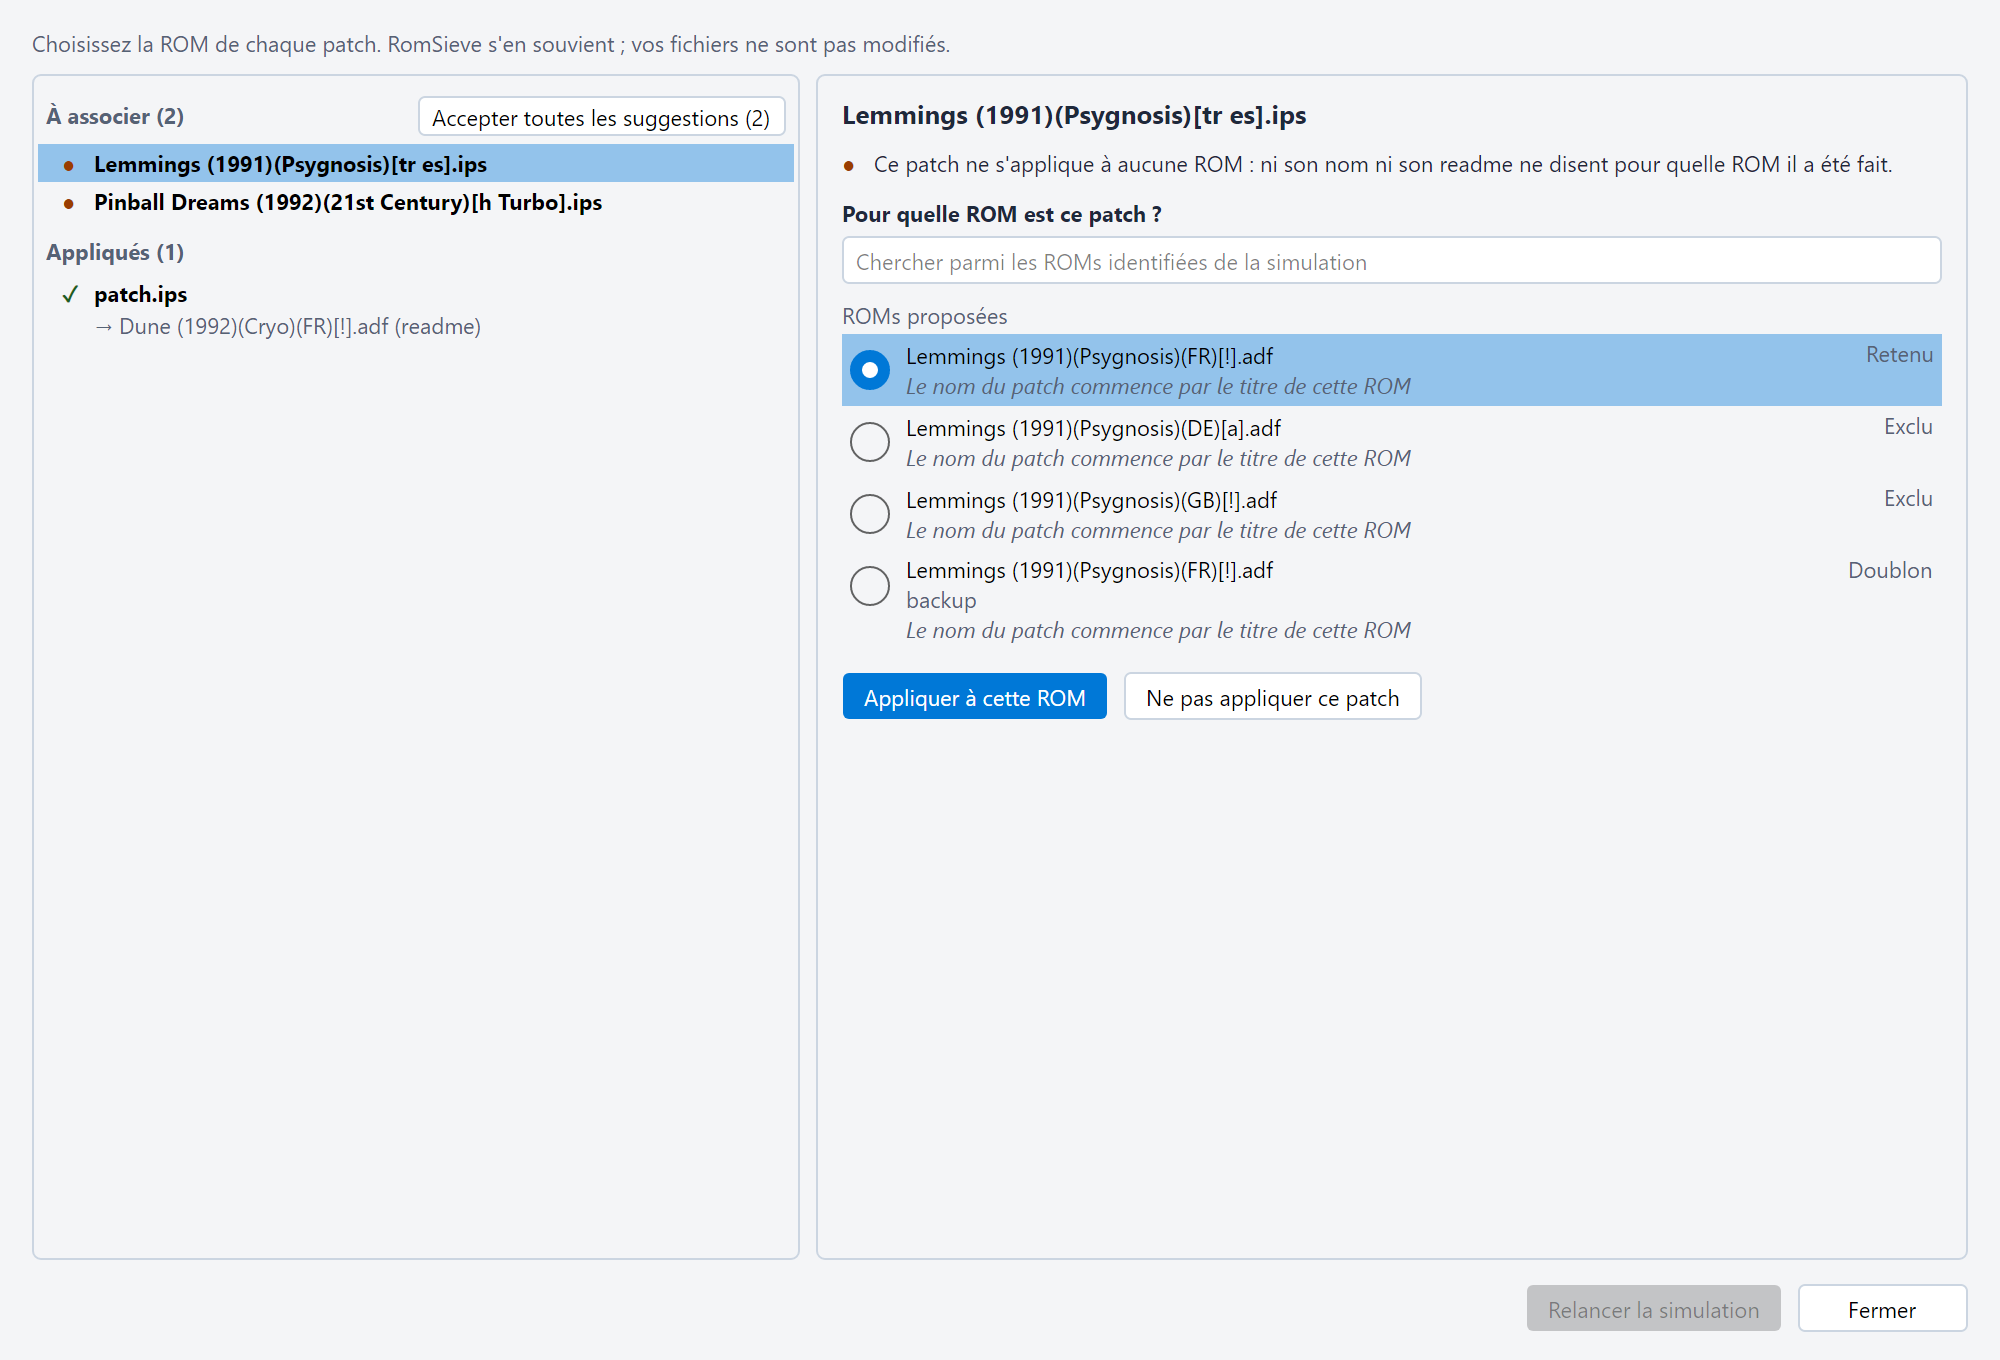 Choisissez la ROM de chaque patch. RomSieve s'en souvient ; vos fichiers ne sont pas modifiés.
À associer (2)
Accepter toutes les suggestions (2)
Lemmings (1991)(Psygnosis)[tr es].ips
Pinball Dreams (1992)(21st Century)[h Turbo].ips
Appliqués (1)
✓ patch.ips
→ Dune (1992)(Cryo)(FR)[!].adf (readme)
Lemmings (1991)(Psygnosis)[tr es].ips
Ce patch ne s'applique à aucune ROM : ni son nom ni son readme ne disent pour quelle ROM il a été fait.
Pour quelle ROM est ce patch ?
Chercher parmi les ROMs identifiées de la simulation
ROMs proposées
Lemmings (1991)(Psygnosis)(FR)[!].adf
Retenu
Le nom du patch commence par le titre de cette ROM
Lemmings (1991)(Psygnosis)(DE)[a].adf
Exclu
Le nom du patch commence par le titre de cette ROM
Lemmings (1991)(Psygnosis)(GB)[!].adf
Exclu
Le nom du patch commence par le titre de cette ROM
Lemmings (1991)(Psygnosis)(FR)[!].adf
Doublon
backup
Le nom du patch commence par le titre de cette ROM
Appliquer à cette ROM
Ne pas appliquer ce patch
Relancer la simulation
Fermer